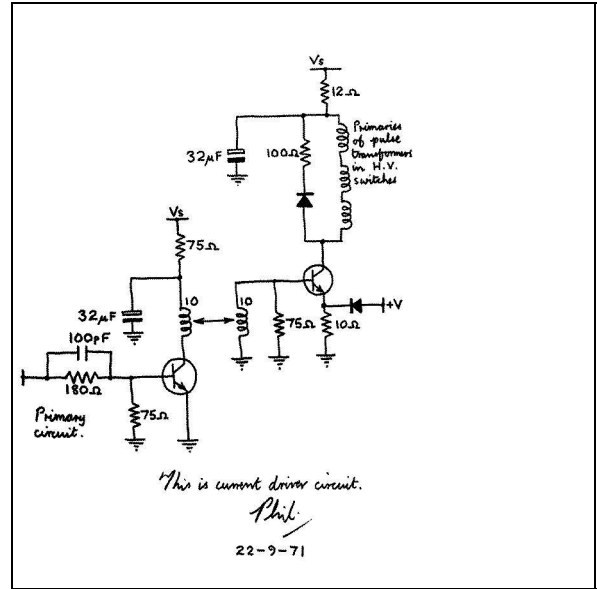 Vs
12Ω
Primaries
of pulse
transformers
in H.V.
switches
32µF
100Ω
Vs
75Ω
10
10
32µF
100pF
180Ω
75Ω
75Ω
10Ω
+V
Primary
circuit.
This is current driver circuit.
Phil.
22-9-71